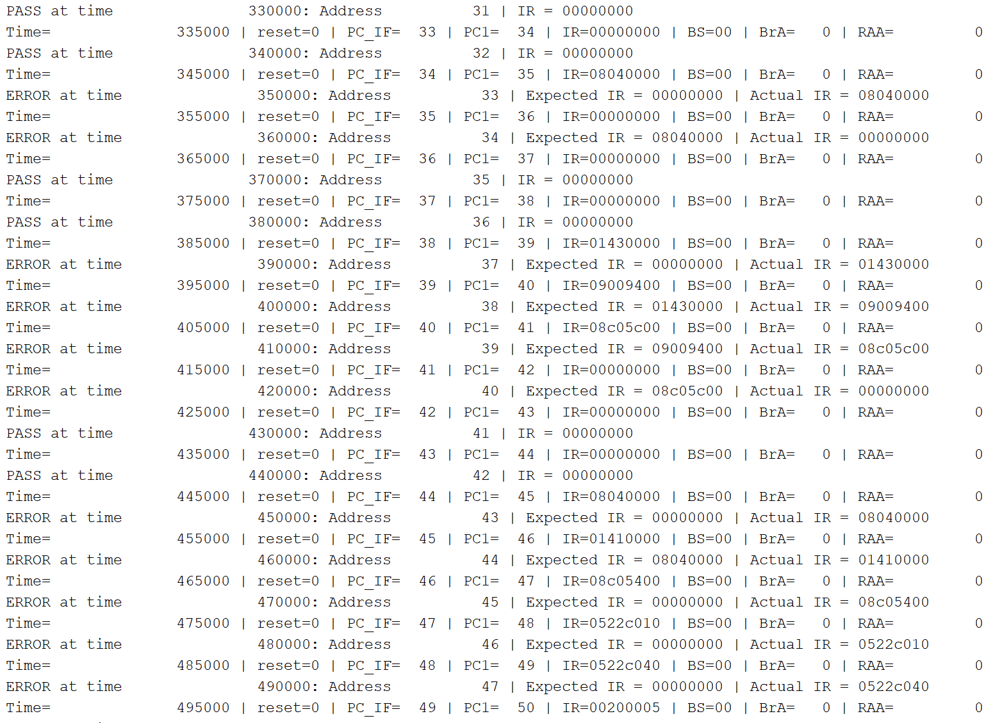 PASS at time 330000: Address 31 | IR = 00000000
Time= 335000 | reset=0 | PC_IF= 33 | PC1= 34 | IR=00000000 | BS=00 | BrA= 0 | RAA= 0
PASS at time 340000: Address 32 | IR = 00000000
Time= 345000 | reset=0 | PC_IF= 34 | PC1= 35 | IR=08040000 | BS=00 | BrA= 0 | RAA= 0
ERROR at time 350000: Address 33 | Expected IR = 00000000 | Actual IR = 08040000
Time= 355000 | reset=0 | PC_IF= 35 | PC1= 36 | IR=00000000 | BS=00 | BrA= 0 | RAA= 0
ERROR at time 360000: Address 34 | Expected IR = 08040000 | Actual IR = 00000000
Time= 365000 | reset=0 | PC_IF= 36 | PC1= 37 | IR=00000000 | BS=00 | BrA= 0 | RAA= 0
PASS at time 370000: Address 35 | IR = 00000000
Time= 375000 | reset=0 | PC_IF= 37 | PC1= 38 | IR=00000000 | BS=00 | BrA= 0 | RAA= 0
PASS at time 380000: Address 36 | IR = 00000000
Time= 385000 | reset=0 | PC_IF= 38 | PC1= 39 | IR=01430000 | BS=00 | BrA= 0 | RAA= 0
ERROR at time 390000: Address 37 | Expected IR = 00000000 | Actual IR = 01430000
Time= 395000 | reset=0 | PC_IF= 39 | PC1= 40 | IR=09009400 | BS=00 | BrA= 0 | RAA= 0
ERROR at time 400000: Address 38 | Expected IR = 01430000 | Actual IR = 09009400
Time= 405000 | reset=0 | PC_IF= 40 | PC1= 41 | IR=08c05c00 | BS=00 | BrA= 0 | RAA= 0
ERROR at time 410000: Address 39 | Expected IR = 09009400 | Actual IR = 08c05c00
Time= 415000 | reset=0 | PC_IF= 41 | PC1= 42 | IR=00000000 | BS=00 | BrA= 0 | RAA= 0
ERROR at time 420000: Address 40 | Expected IR = 08c05c00 | Actual IR = 00000000
Time= 425000 | reset=0 | PC_IF= 42 | PC1= 43 | IR=00000000 | BS=00 | BrA= 0 | RAA= 0
PASS at time 430000: Address 41 | IR = 00000000
Time= 435000 | reset=0 | PC_IF= 43 | PC1= 44 | IR=00000000 | BS=00 | BrA= 0 | RAA= 0
PASS at time 440000: Address 42 | IR = 00000000
Time= 445000 | reset=0 | PC_IF= 44 | PC1= 45 | IR=08040000 | BS=00 | BrA= 0 | RAA= 0
ERROR at time 450000: Address 43 | Expected IR = 00000000 | Actual IR = 08040000
Time= 455000 | reset=0 | PC_IF= 45 | PC1= 46 | IR=01410000 | BS=00 | BrA= 0 | RAA= 0
ERROR at time 460000: Address 44 | Expected IR = 08040000 | Actual IR = 01410000
Time= 465000 | reset=0 | PC_IF= 46 | PC1= 47 | IR=08c05400 | BS=00 | BrA= 0 | RAA= 0
ERROR at time 470000: Address 45 | Expected IR = 00000000 | Actual IR = 08c05400
Time= 475000 | reset=0 | PC_IF= 47 | PC1= 48 | IR=0522c010 | BS=00 | BrA= 0 | RAA= 0
ERROR at time 480000: Address 46 | Expected IR = 00000000 | Actual IR = 0522c010
Time= 485000 | reset=0 | PC_IF= 48 | PC1= 49 | IR=0522c040 | BS=00 | BrA= 0 | RAA= 0
ERROR at time 490000: Address 47 | Expected IR = 00000000 | Actual IR = 0522c040
Time= 495000 | reset=0 | PC_IF= 49 | PC1= 50 | IR=00200005 | BS=00 | BrA= 0 | RAA= 0